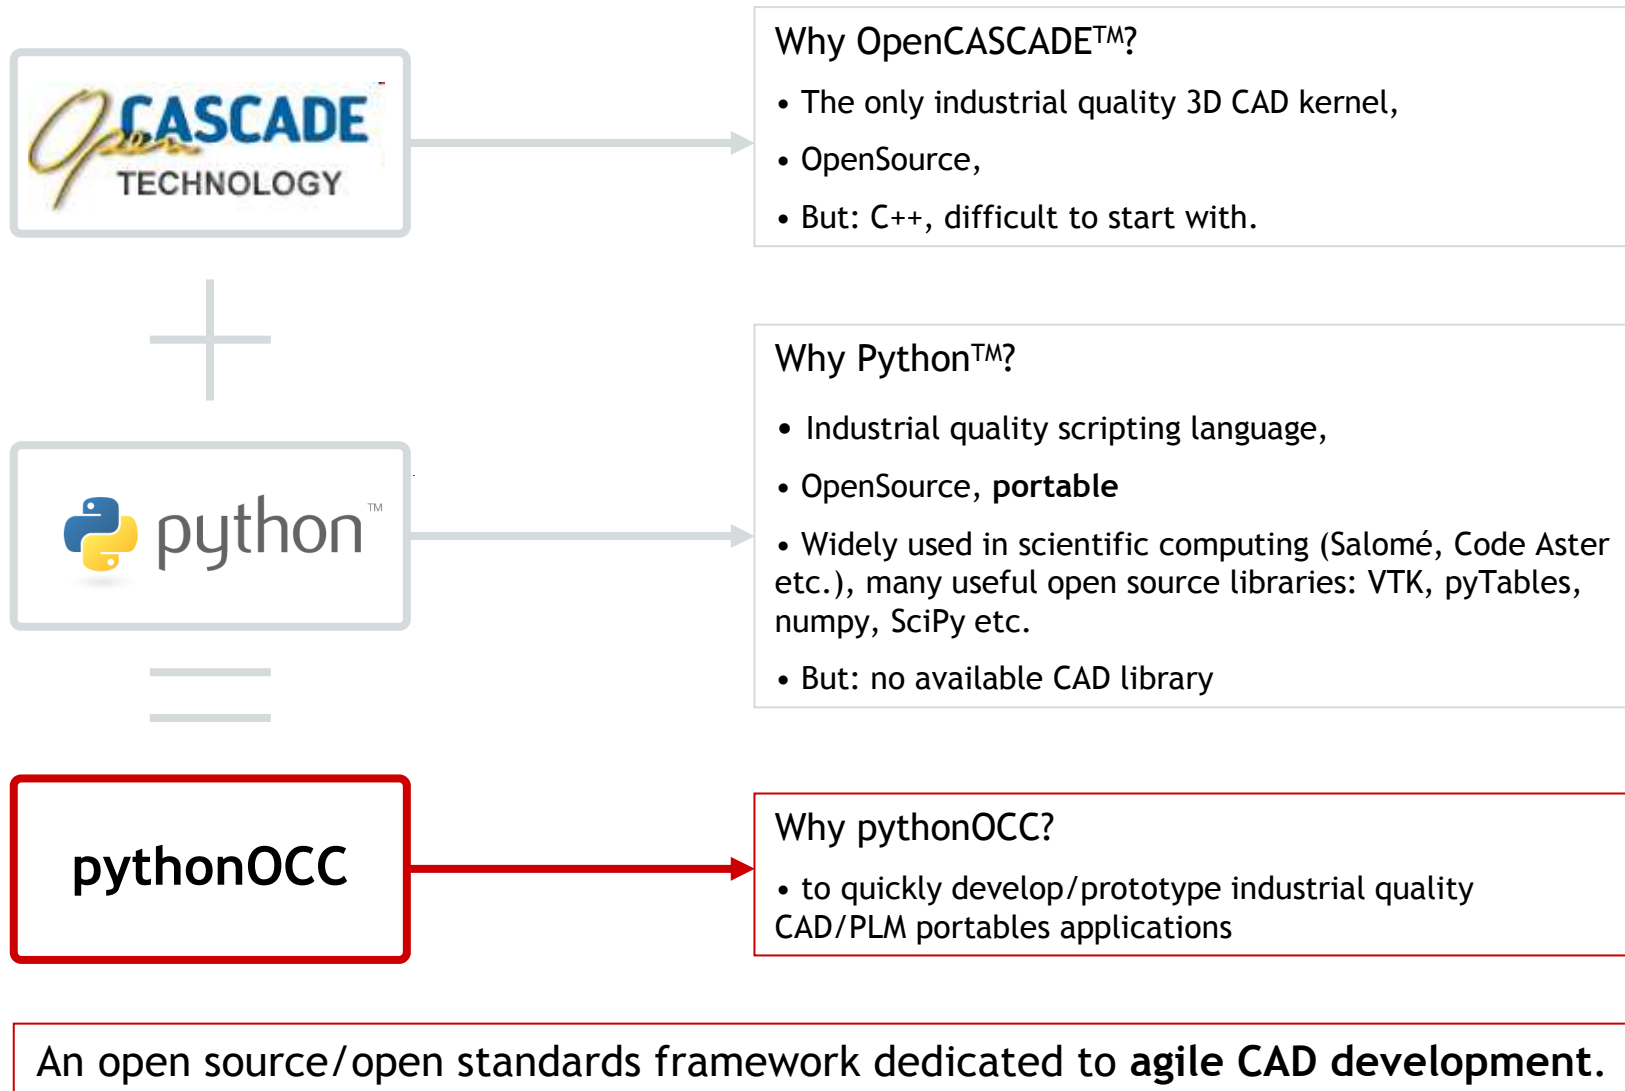 Open CASCADE
TECHNOLOGY
Why OpenCASCADE™?
• The only industrial quality 3D CAD kernel,
• OpenSource,
• But: C++, difficult to start with.
python™
Why Python™?
• Industrial quality scripting language,
• OpenSource, portable
• Widely used in scientific computing (Salomé, Code Aster
etc.), many useful open source libraries: VTK, pyTables,
numpy, SciPy etc.
• But: no available CAD library
pythonOCC
Why pythonOCC?
• to quickly develop/prototype industrial quality
CAD/PLM portables applications
An open source/open standards framework dedicated to agile CAD development.